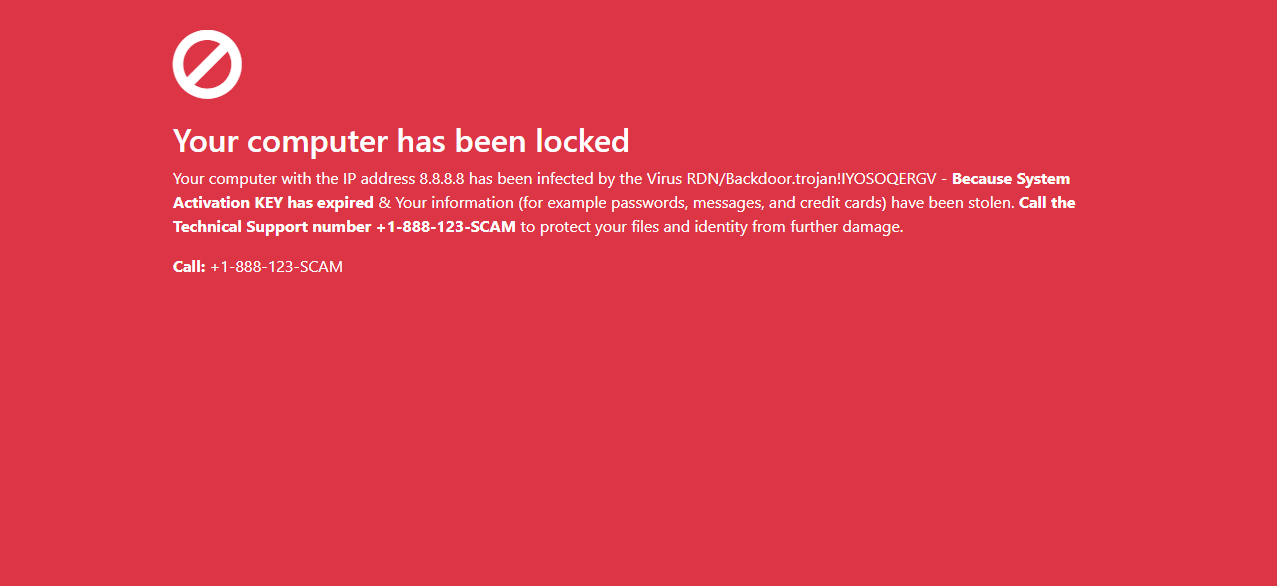 Your computer has been locked
Your computer with the IP address 8.8.8.8 has been infected by the Virus RDN/Backdoor.trojan!IYOSOQERGV - Because System
Activation KEY has expired & Your information (for example passwords, messages, and credit cards) have been stolen. Call the
Technical Support number +1-888-123-SCAM to protect your files and identity from further damage.
Call: +1-888-123-SCAM